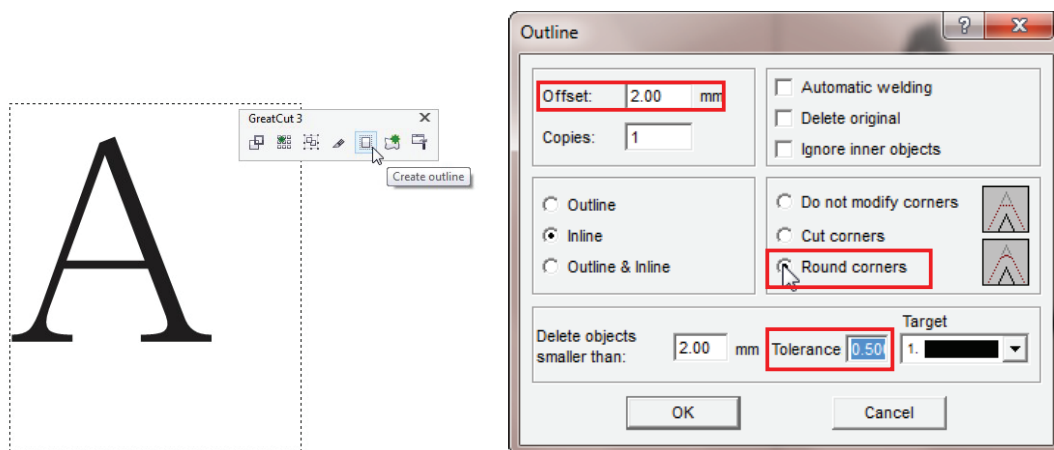 A
GreatCut 3
Create outline
Outline
Offset: 2.00 mm
Copies: 1
Automatic welding
Delete original
Ignore inner objects
Outline
Inline
Outline & Inline
Do not modify corners
Cut corners
Round corners
Delete objects
smaller than: 2.00 mm
Tolerance 0.50
Target
1.
OK
Cancel